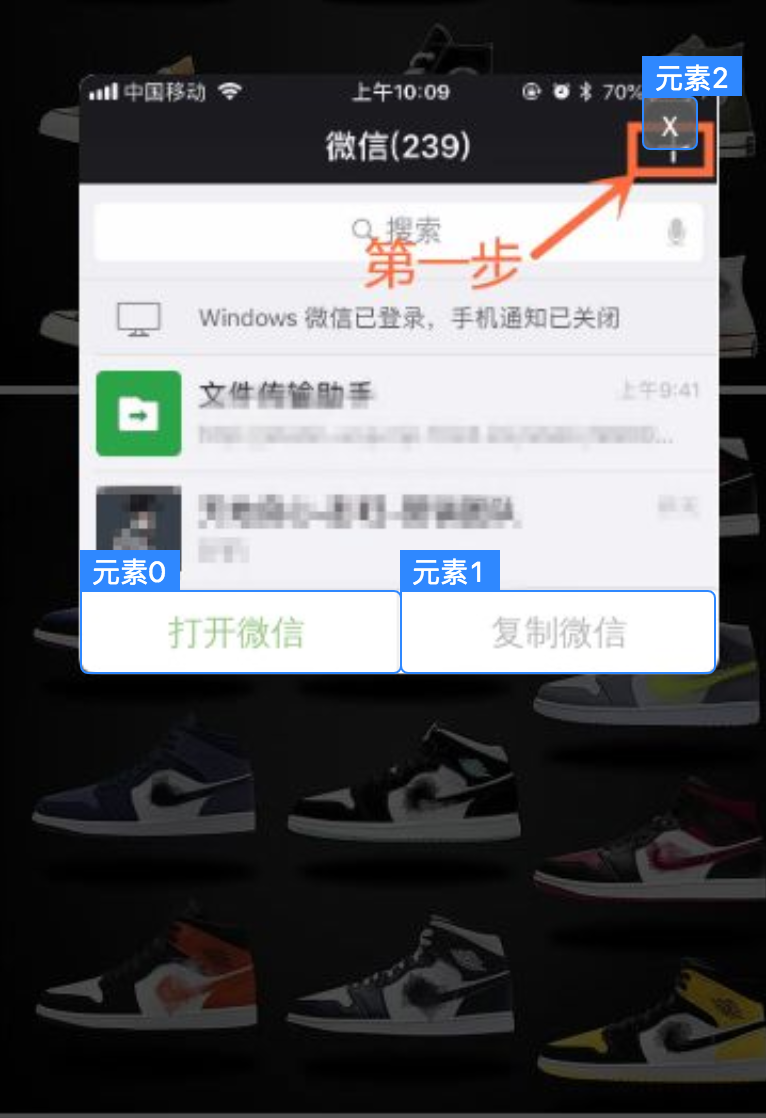 元素2
中国移动 上午10:09 70%
X
微信(239)
搜索
第一步
Windows 微信已登录，手机通知已关闭
文件传输助手 上午9:41
元素0 元素1
打开微信 复制微信